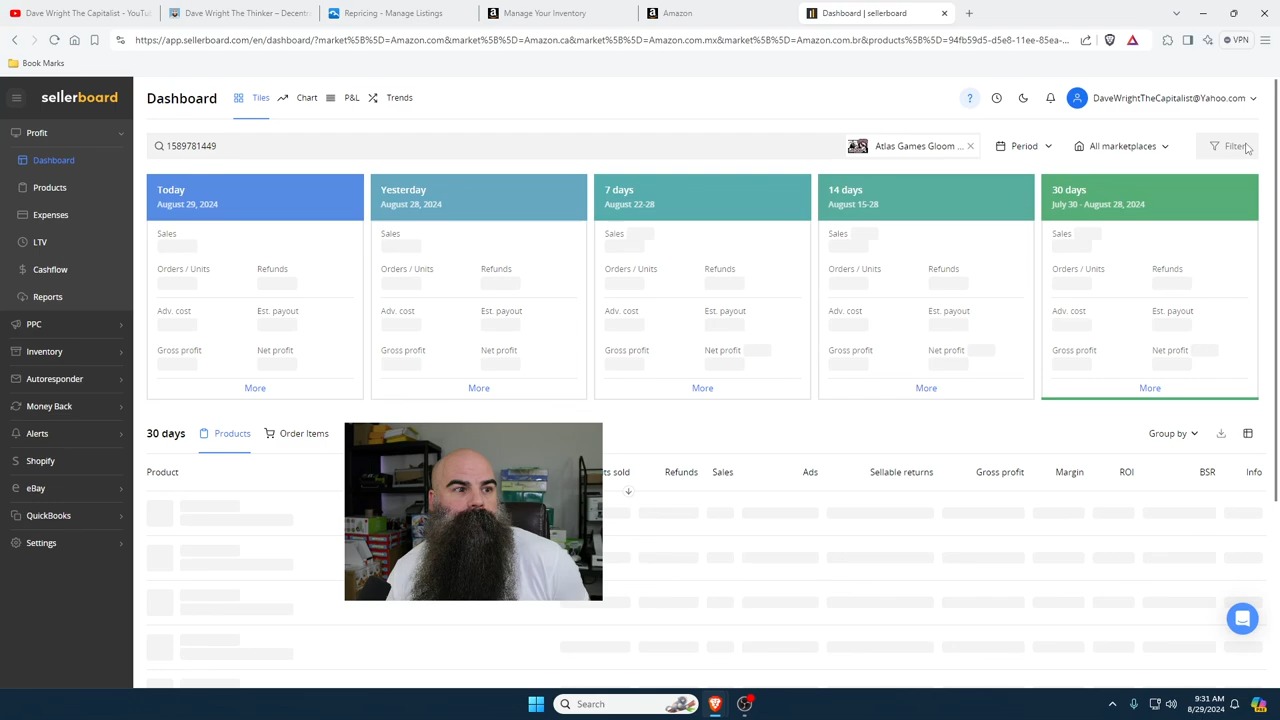 Dave Wright The Capitalist - YouTu
Dave Wright The Thinker – Decentr
Repricing - Manage Listings
Manage Your Inventory
Amazon
Dashboard | sellerboard
https://app.sellerboard.com/en/dashboard/?market%5B%5D=Amazon.com&market%5B%5D=Amazon.ca&market%5B%5D=Amazon.com.mx&market%5B%5D=Amazon.com.br&products%5B%5D=94fb59d5-d5e8-11ee-85ea-...
VPN
Book Marks
sellerboard
Dashboard
Tiles
Chart
P&L
Trends
?
DaveWrightTheCapitalist@Yahoo.com
Profit
Dashboard
Products
Expenses
LTV
Cashflow
Reports
PPC
Inventory
Autoresponder
Money Back
Alerts
Shopify
eBay
QuickBooks
Settings
1589781449
Atlas Games Gloom ...
Period
All marketplaces
Filter
Today
August 29, 2024
Sales
Orders / Units
Refunds
Adv. cost
Est. payout
Gross profit
Net profit
More
Yesterday
August 28, 2024
Sales
Orders / Units
Refunds
Adv. cost
Est. payout
Gross profit
Net profit
More
7 days
August 22-28
Sales
Orders / Units
Refunds
Adv. cost
Est. payout
Gross profit
Net profit
More
14 days
August 15-28
Sales
Orders / Units
Refunds
Adv. cost
Est. payout
Gross profit
Net profit
More
30 days
July 30 - August 28, 2024
Sales
Orders / Units
Refunds
Adv. cost
Est. payout
Gross profit
Net profit
More
30 days
Products
Order Items
Group by
Product
ts sold
Refunds
Sales
Ads
Sellable returns
Gross profit
Margin
ROI
BSR
Info
Search
9:31 AM
8/29/2024